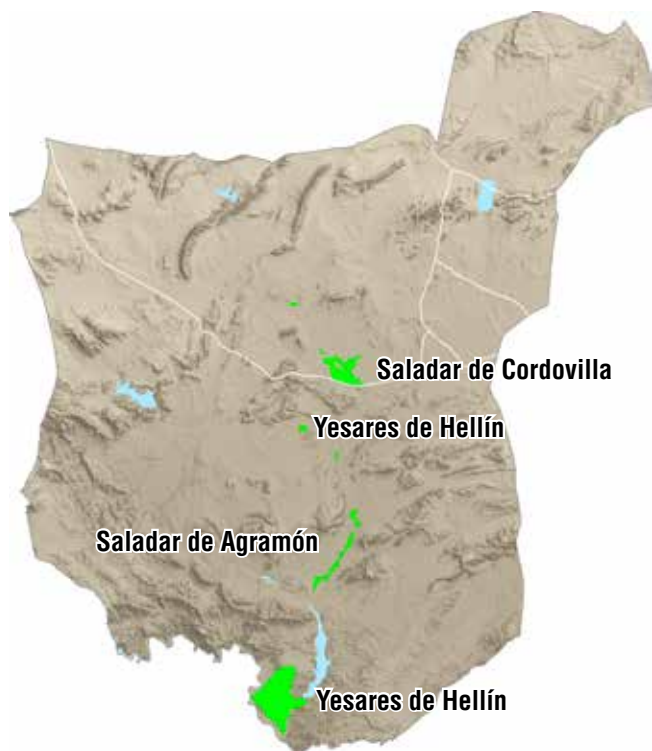 Saladar de Cordovilla
Yesares de Hellín
Saladar de Agramón
Yesares de Hellín